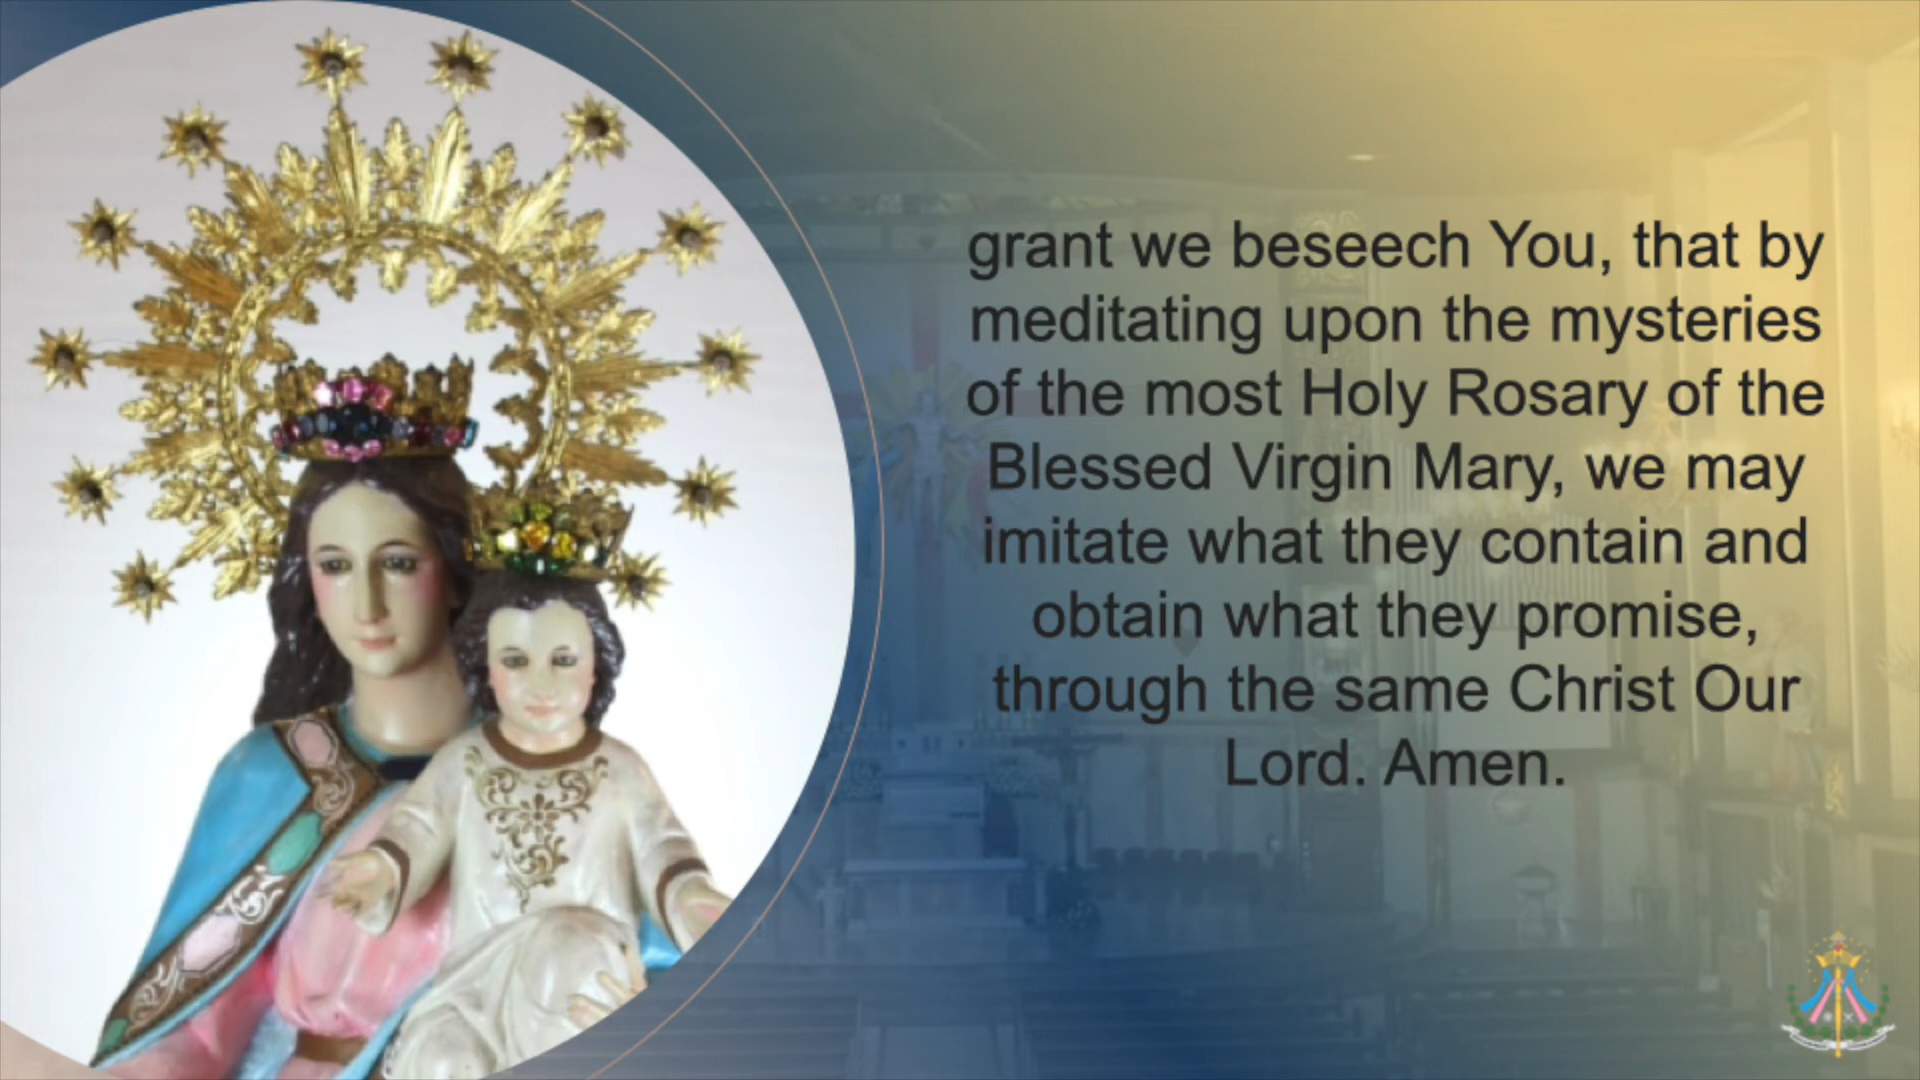 grant we beseech You, that by
meditating upon the mysteries
of the most Holy Rosary of the
Blessed Virgin Mary, we may
imitate what they contain and
obtain what they promise,
through the same Christ Our
Lord. Amen.